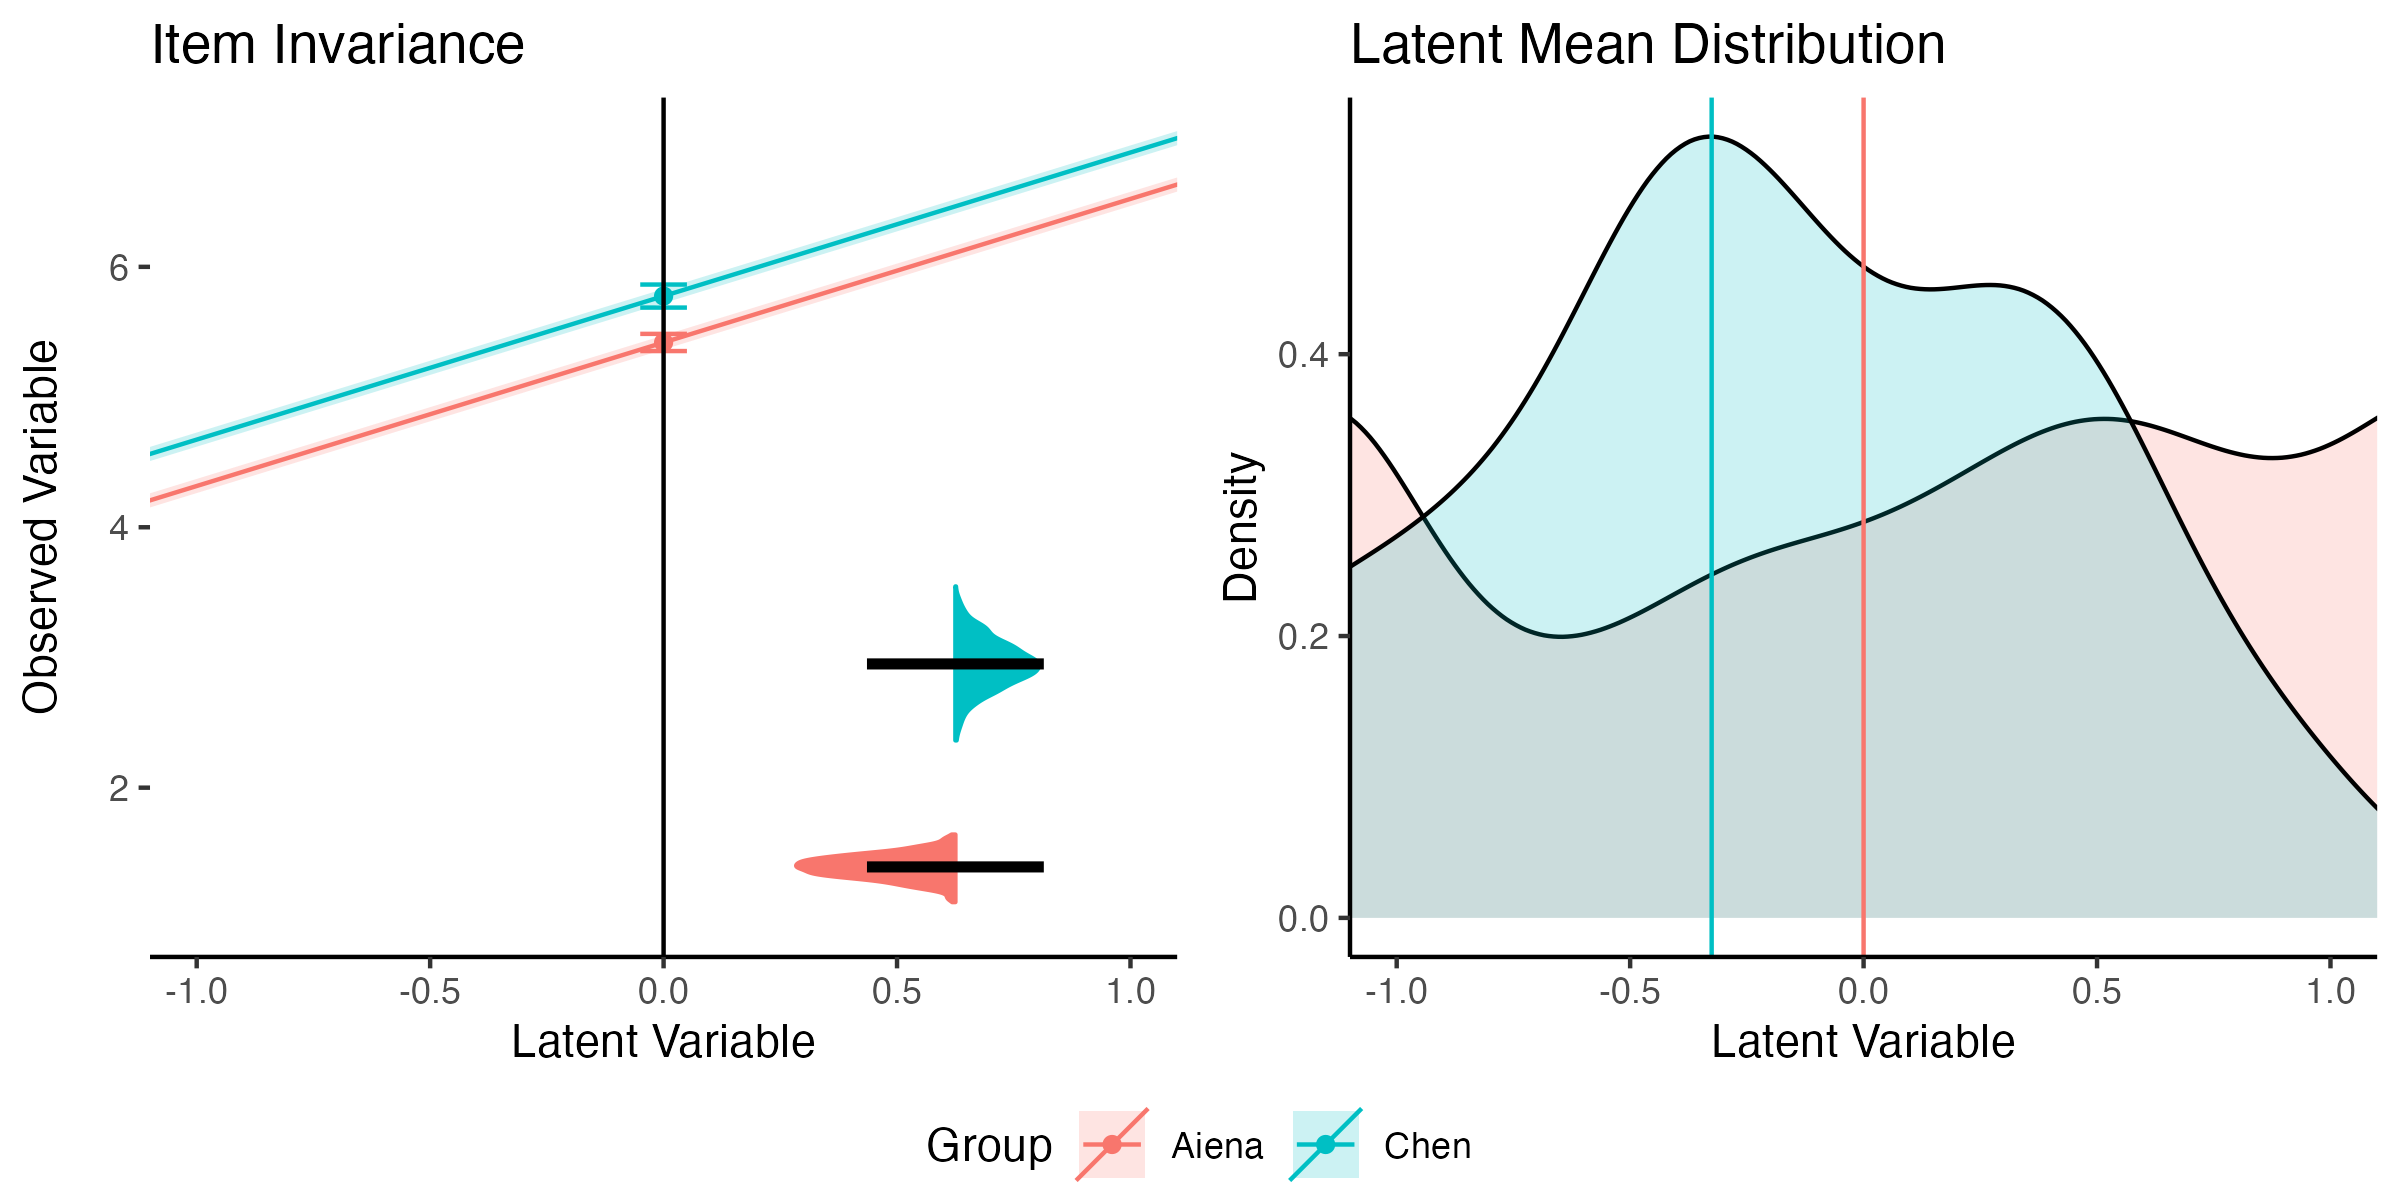 Item Invariance
Latent Mean Distribution
Observed Variable
6
4
2
-1.0 -0.5 0.0 0.5 1.0
Latent Variable
Density
0.4
0.2
0.0
-1.0 -0.5 0.0 0.5 1.0
Latent Variable
Group Aiena Chen